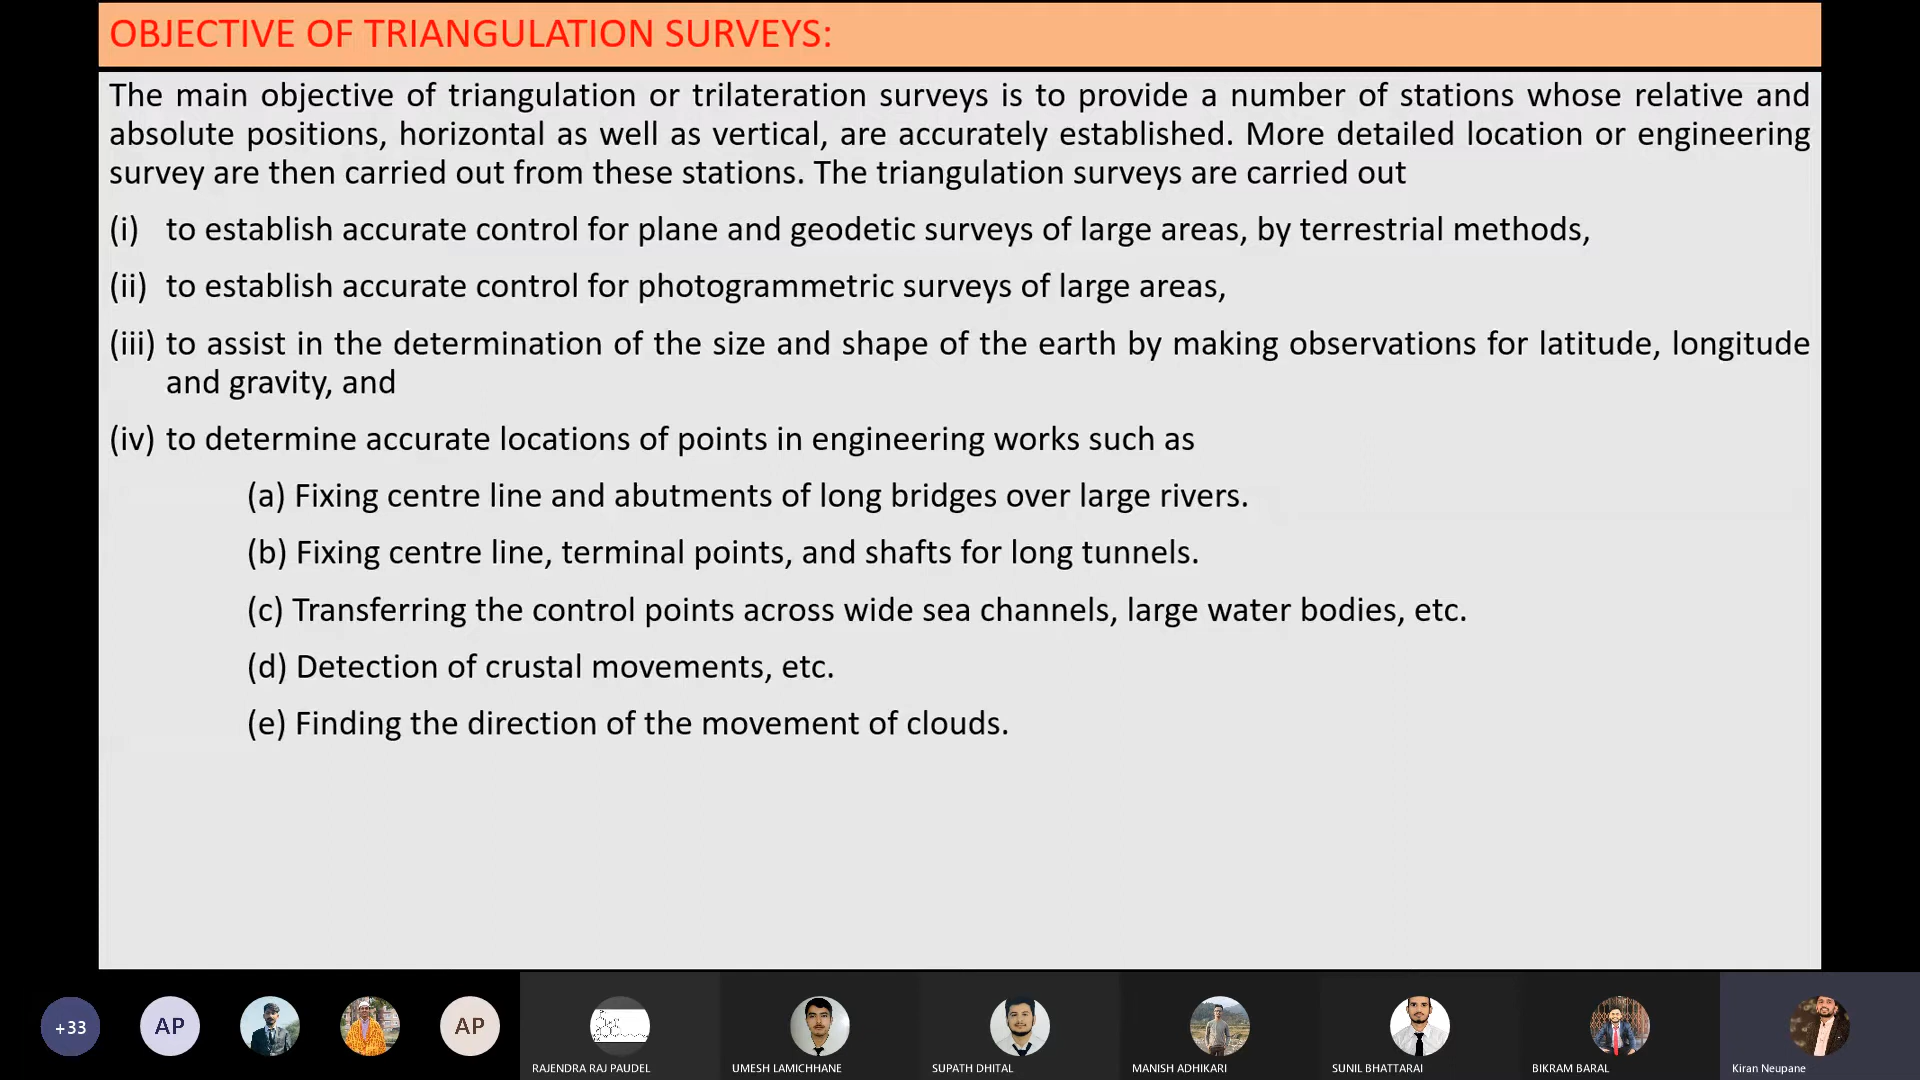 OBJECTIVE OF TRIANGULATION SURVEYS:
The main objective of triangulation or trilateration surveys is to provide a number of stations whose relative and
absolute positions, horizontal as well as vertical, are accurately established. More detailed location or engineering
survey are then carried out from these stations. The triangulation surveys are carried out
(i) to establish accurate control for plane and geodetic surveys of large areas, by terrestrial methods,
(ii) to establish accurate control for photogrammetric surveys of large areas,
(iii) to assist in the determination of the size and shape of the earth by making observations for latitude, longitude
and gravity, and
(iv) to determine accurate locations of points in engineering works such as
(a) Fixing centre line and abutments of long bridges over large rivers.
(b) Fixing centre line, terminal points, and shafts for long tunnels.
(c) Transferring the control points across wide sea channels, large water bodies, etc.
(d) Detection of crustal movements, etc.
(e) Finding the direction of the movement of clouds.
+33
AP
AP
RAJENDRA RAJ PAUDEL
UMESH LAMICHHANE
SUPATH DHITAL
MANISH ADHIKARI
SUNIL BHATTARAI
BIKRAM BARAL
Kiran Neupane